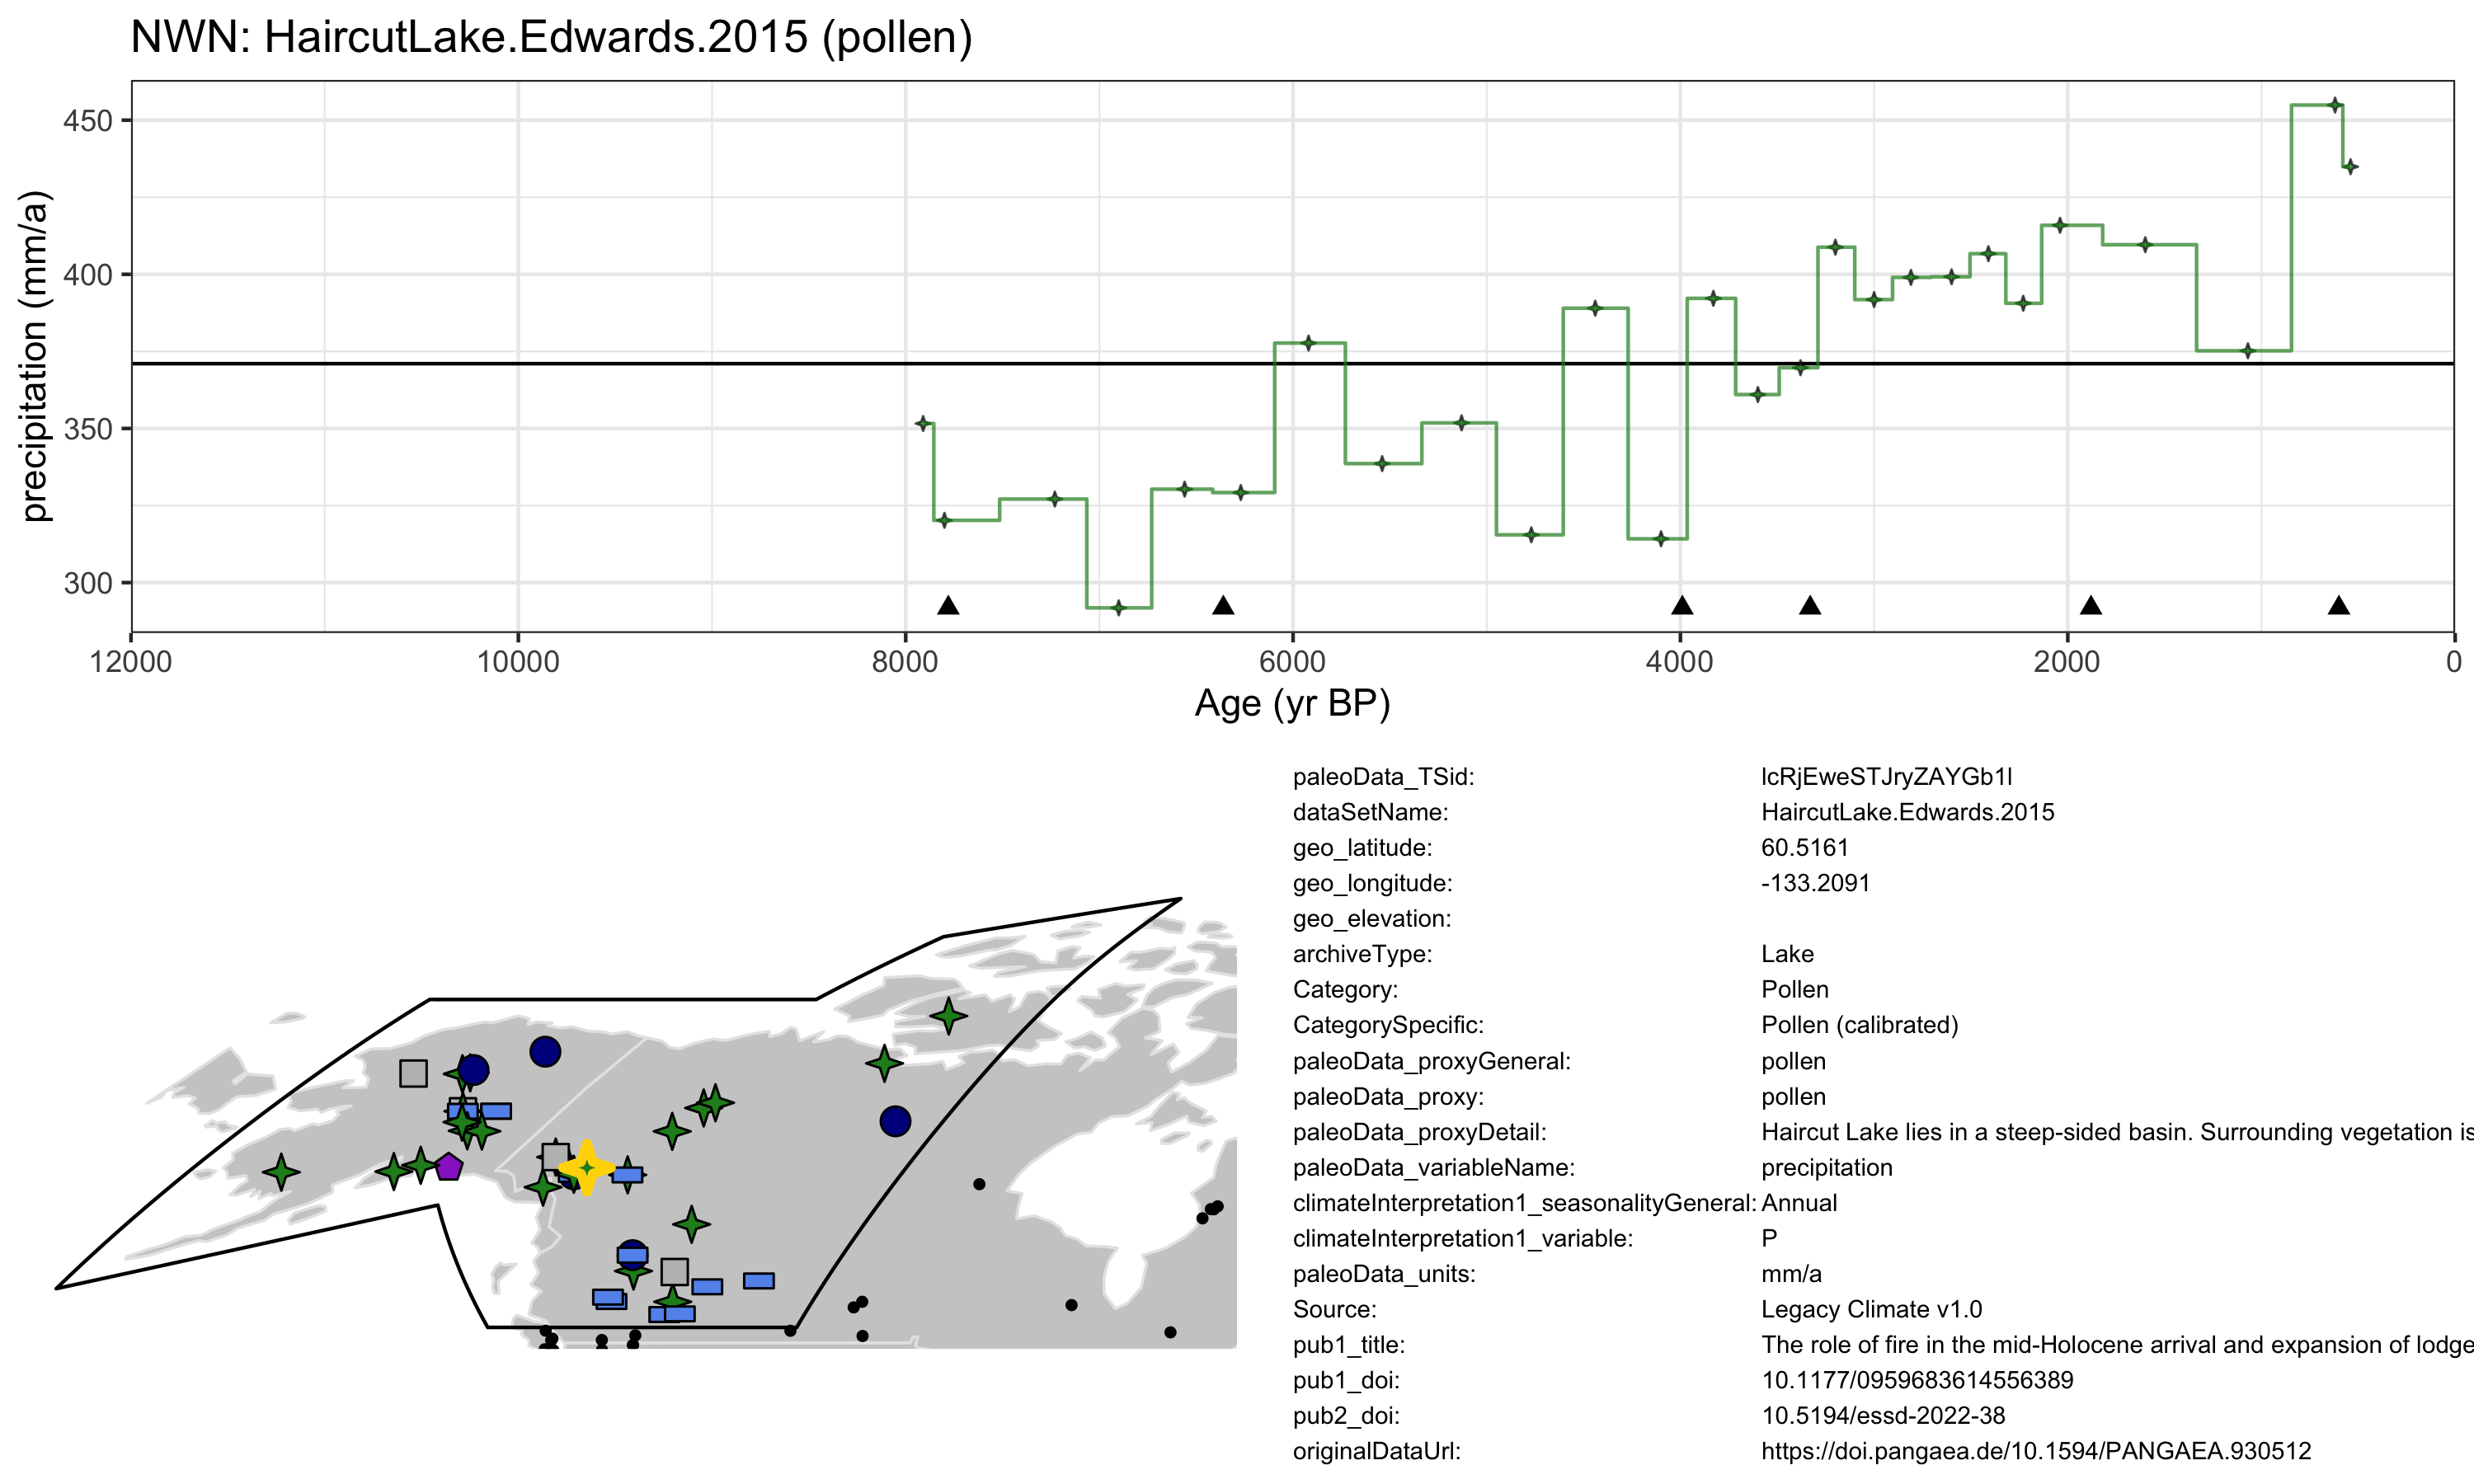 NWN: HaircutLake.Edwards.2015 (pollen)
precipitation (mm/a)
450
400
350
300
12000 10000 8000 6000 4000 2000 0
Age (yr BP)
paleoData_TSid: lcRjEweSTJryZAYGb1l
dataSetName: HaircutLake.Edwards.2015
geo_latitude: 60.5161
geo_longitude: -133.2091
geo_elevation:
archiveType: Lake
Category: Pollen
CategorySpecific: Pollen (calibrated)
paleoData_proxyGeneral: pollen
paleoData_proxy: pollen
paleoData_proxyDetail: Haircut Lake lies in a steep-sided basin. Surrounding vegetation is
paleoData_variableName: precipitation
climateInterpretation1_seasonalityGeneral: Annual
climateInterpretation1_variable: P
paleoData_units: mm/a
Source: Legacy Climate v1.0
pub1_title: The role of fire in the mid-Holocene arrival and expansion of lodge
pub1_doi: 10.1177/0959683614556389
pub2_doi: 10.5194/essd-2022-38
originalDataUrl: https://doi.pangaea.de/10.1594/PANGAEA.930512